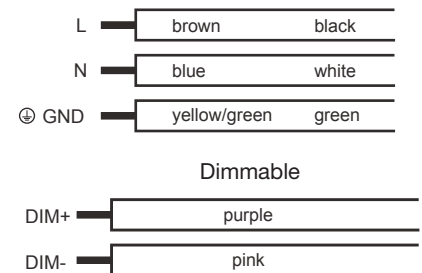 L brown black
N blue white
⏚ GND yellow/green green
Dimmable
DIM+ purple
DIM- pink